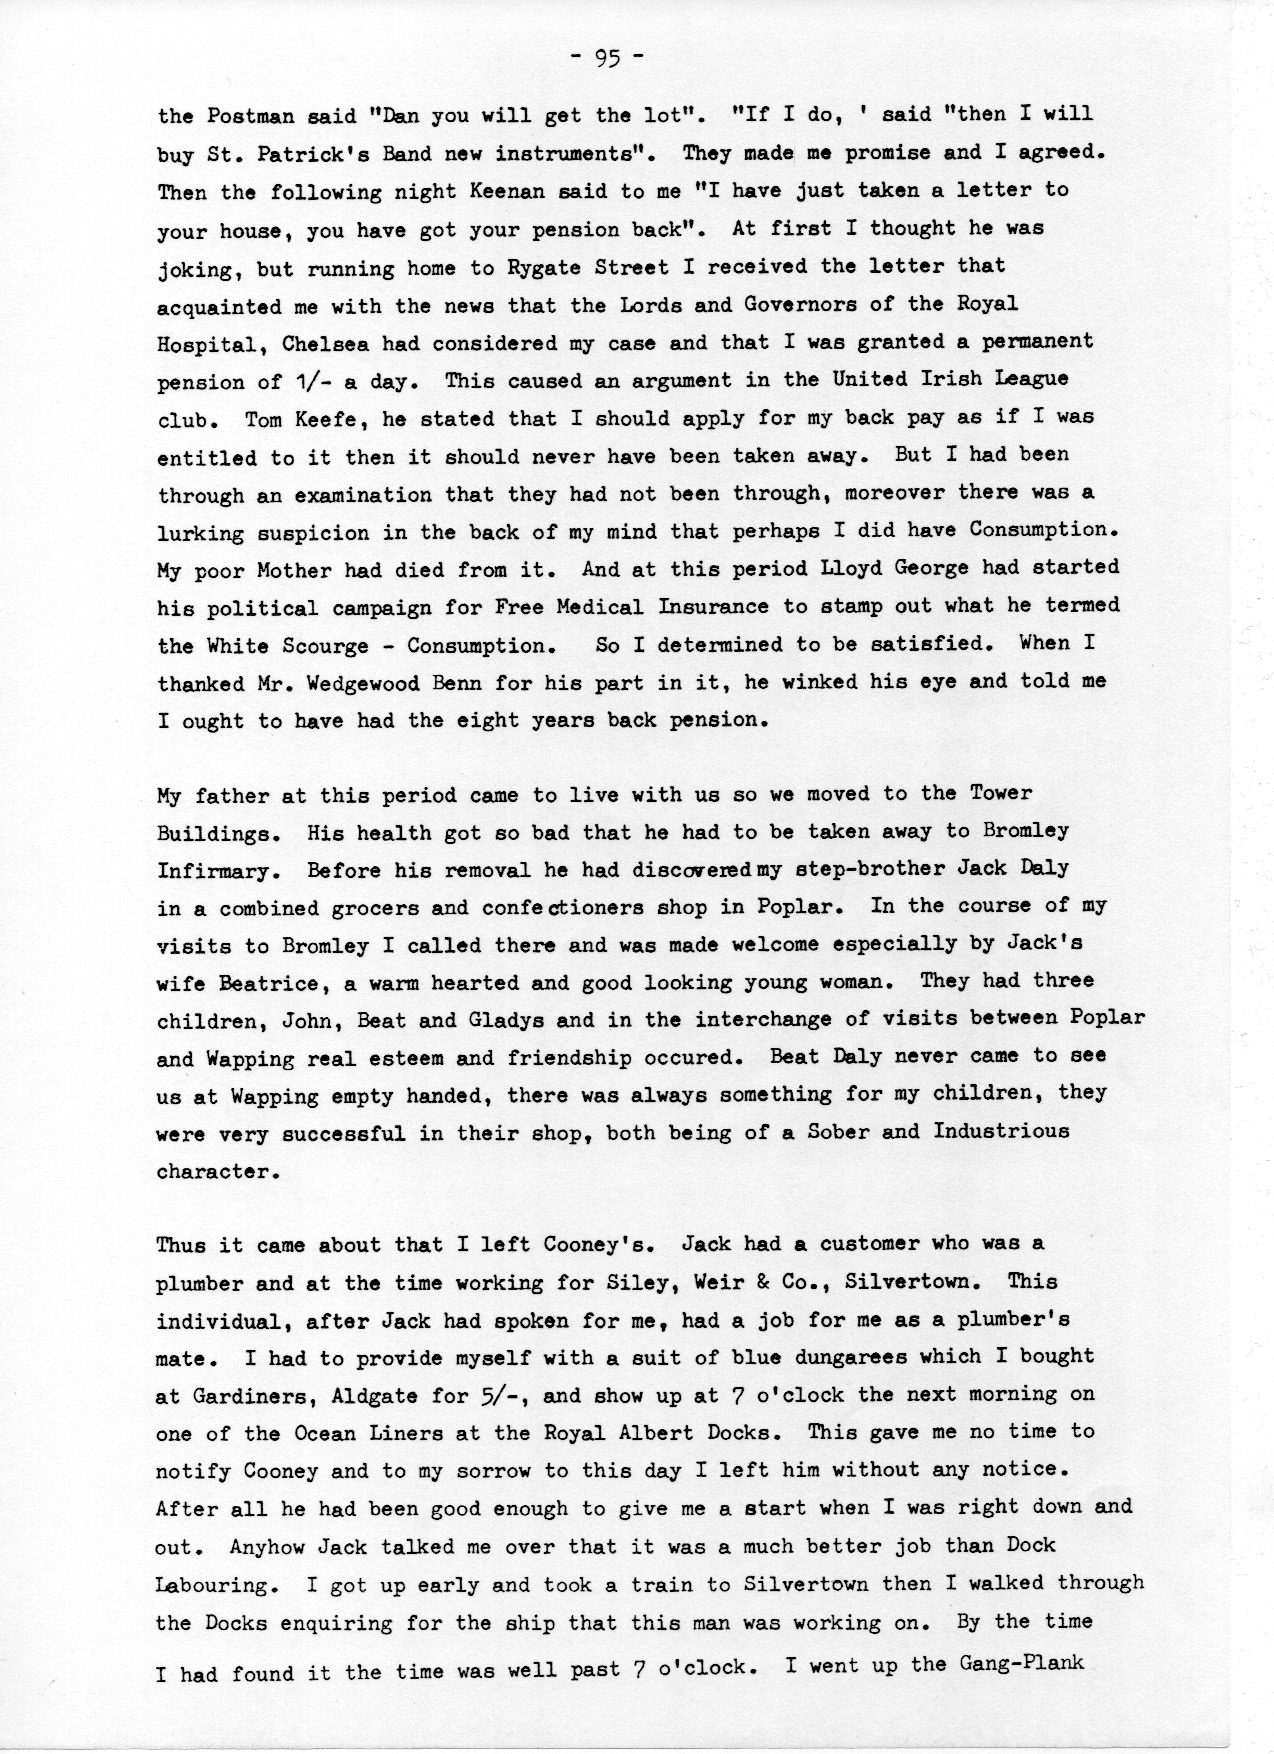 - 95 -
the Postman said "Dan you will get the lot". "If I do, ' said "then I will
buy St. Patrick's Band new instruments". They made me promise and I agreed.
Then the following night Keenan said to me "I have just taken a letter to
your house, you have got your pension back". At first I thought he was
joking, but running home to Rygate Street I received the letter that
acquainted me with the news that the Lords and Governors of the Royal
Hospital, Chelsea had considered my case and that I was granted a permanent
pension of 1/- a day. This caused an argument in the United Irish League
club. Tom Keefe, he stated that I should apply for my back pay as if I was
entitled to it then it should never have been taken away. But I had been
through an examination that they had not been through, moreover there was a
lurking suspicion in the back of my mind that perhaps I did have Consumption.
My poor Mother had died from it. And at this period Lloyd George had started
his political campaign for Free Medical Insurance to stamp out what he termed
the White Scourge - Consumption. So I determined to be satisfied. When I
thanked Mr. Wedgewood Benn for his part in it, he winked his eye and told me
I ought to have had the eight years back pension.
My father at this period came to live with us so we moved to the Tower
Buildings. His health got so bad that he had to be taken away to Bromley
Infirmary. Before his removal he had discovered my step-brother Jack Daly
in a combined grocers and confectioners shop in Poplar. In the course of my
visits to Bromley I called there and was made welcome especially by Jack's
wife Beatrice, a warm hearted and good looking young woman. They had three
children, John, Beat and Gladys and in the interchange of visits between Poplar
and Wapping real esteem and friendship occured. Beat Daly never came to see
us at Wapping empty handed, there was always something for my children, they
were very successful in their shop, both being of a Sober and Industrious
character.
Thus it came about that I left Cooney's. Jack had a customer who was a
plumber and at the time working for Siley, Weir & Co., Silvertown. This
individual, after Jack had spoken for me, had a job for me as a plumber's
mate. I had to provide myself with a suit of blue dungarees which I bought
at Gardiners, Aldgate for 5/-, and show up at 7 o'clock the next morning on
one of the Ocean Liners at the Royal Albert Docks. This gave me no time to
notify Cooney and to my sorrow to this day I left him without any notice.
After all he had been good enough to give me a start when I was right down and
out. Anyhow Jack talked me over that it was a much better job than Dock
Labouring. I got up early and took a train to Silvertown then I walked through
the Docks enquiring for the ship that this man was working on. By the time
I had found it the time was well past 7 o'clock. I went up the Gang-Plank